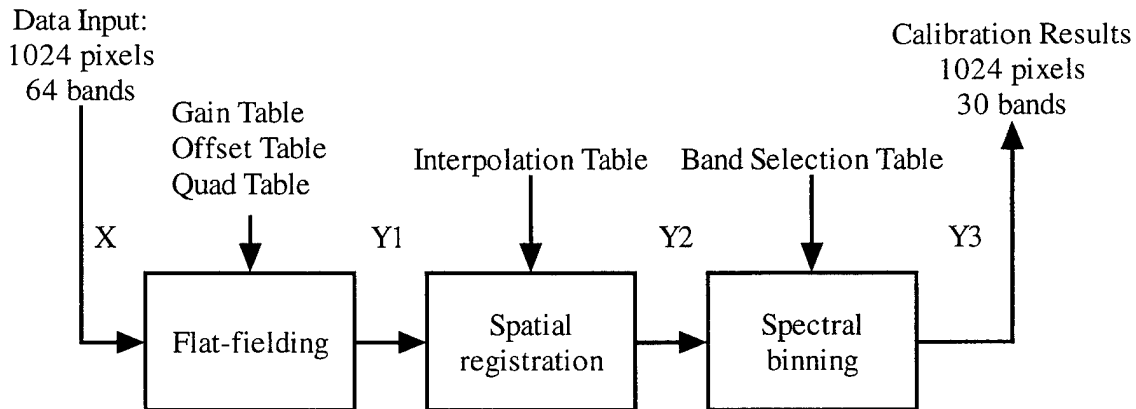 Data Input:
1024 pixels
64 bands
Calibration Results
1024 pixels
30 bands
Gain Table
Offset Table
Quad Table
Interpolation Table
Band Selection Table
X
Y1
Y2
Y3
Flat-fielding
Spatial
registration
Spectral
binning